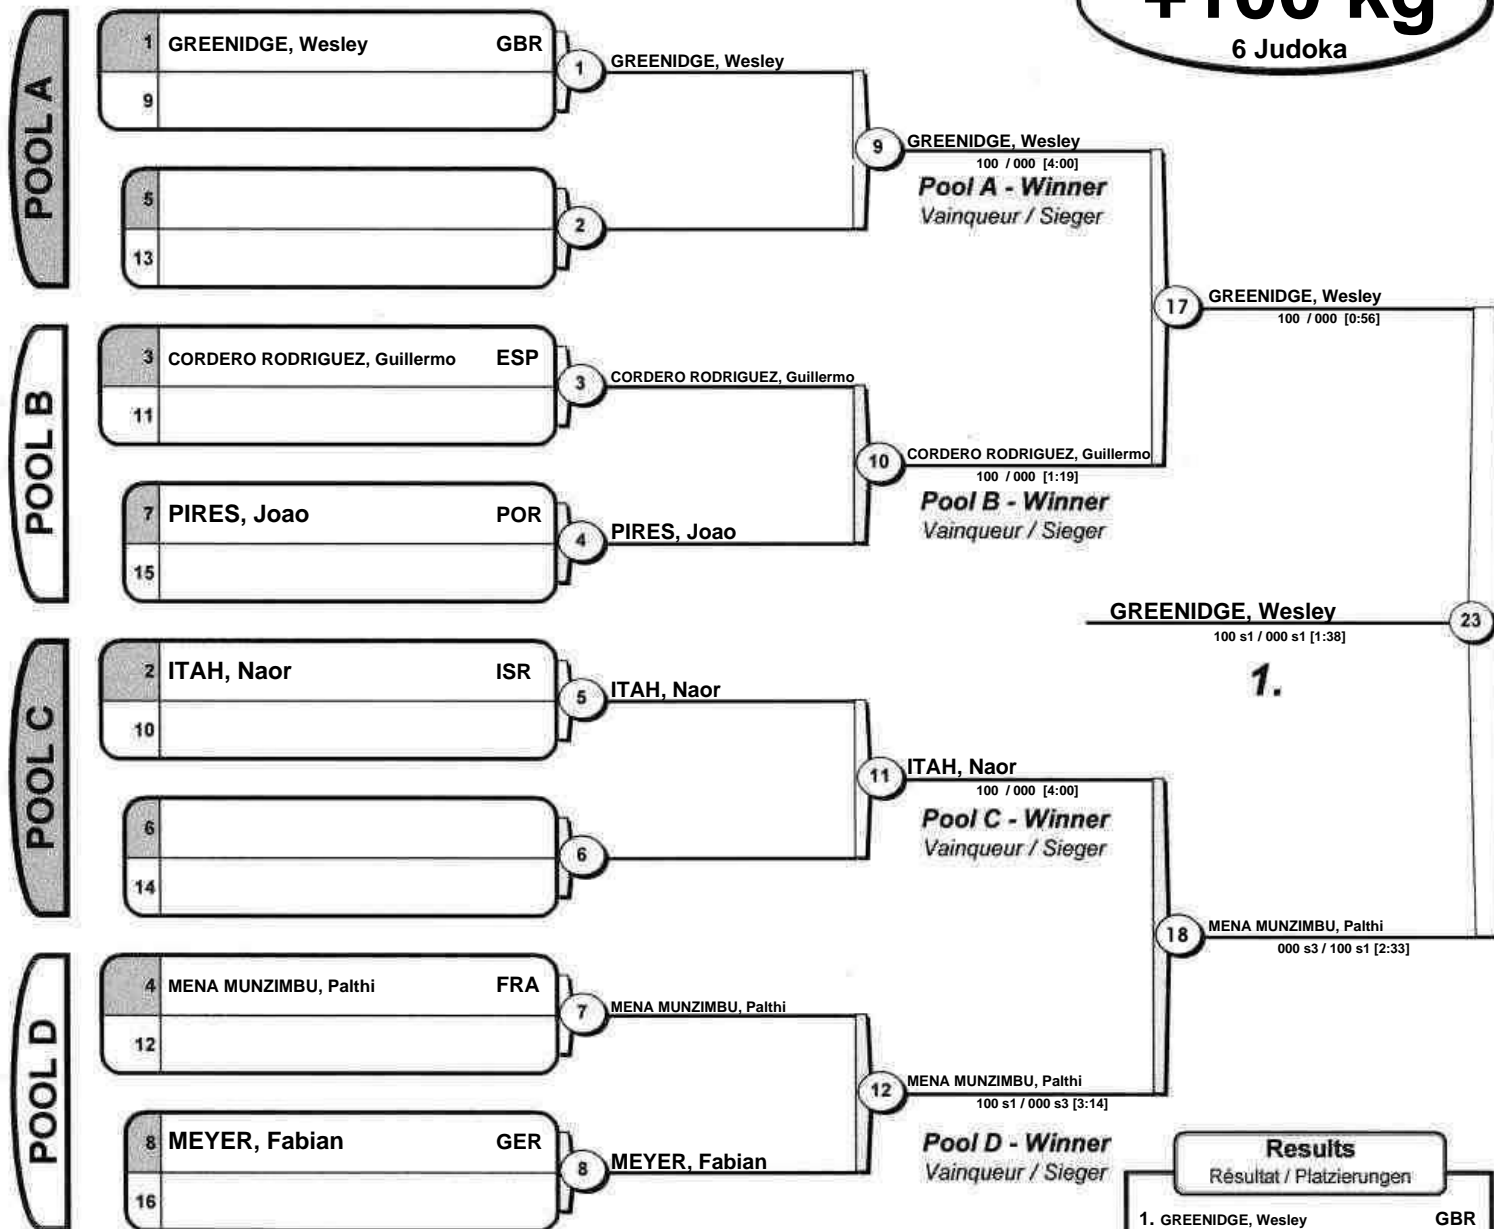 +100 kg
6 Judoka
POOL A
1 GREENIDGE, Wesley GBR
9
5
13
1 GREENIDGE, Wesley
2
9 GREENIDGE, Wesley
100 / 000 [4:00]
Pool A - Winner
Vainqueur / Sieger
POOL B
3 CORDERO RODRIGUEZ, Guillermo ESP
11
7 PIRES, Joao POR
15
3 CORDERO RODRIGUEZ, Guillermo
4 PIRES, Joao
10 CORDERO RODRIGUEZ, Guillermo
100 / 000 [1:19]
Pool B - Winner
Vainqueur / Sieger
17 GREENIDGE, Wesley
100 / 000 [0:56]
GREENIDGE, Wesley 23
100 s1 / 000 s1 [1:38]
1.
POOL C
2 ITAH, Naor ISR
10
6
14
5 ITAH, Naor
6
11 ITAH, Naor
100 / 000 [4:00]
Pool C - Winner
Vainqueur / Sieger
POOL D
4 MENA MUNZIMBU, Palthi FRA
12
8 MEYER, Fabian GER
16
7 MENA MUNZIMBU, Palthi
8 MEYER, Fabian
12 MENA MUNZIMBU, Palthi
100 s1 / 000 s3 [3:14]
Pool D - Winner
Vainqueur / Sieger
18 MENA MUNZIMBU, Palthi
000 s3 / 100 s1 [2:33]
Results
Résultat / Platzierungen
1. GREENIDGE, Wesley GBR